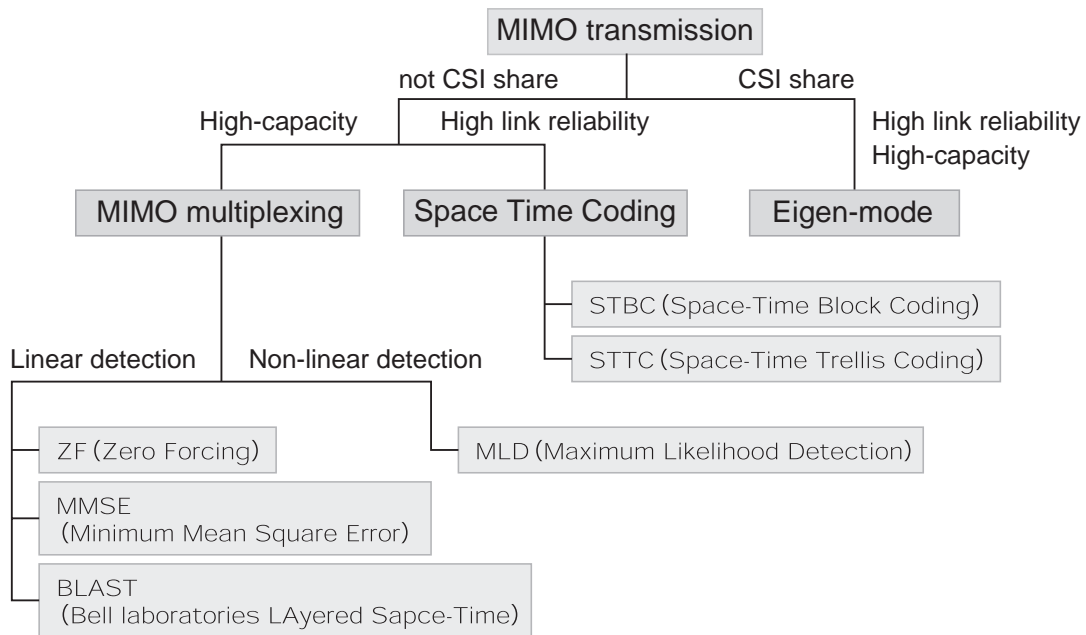 MIMO transmission
not CSI share
CSI share
High-capacity
High link reliability
High link reliability
High-capacity
MIMO multiplexing
Space Time Coding
Eigen-mode
STBC (Space-Time Block Coding)
STTC (Space-Time Trellis Coding)
Linear detection
Non-linear detection
ZF (Zero Forcing)
MLD (Maximum Likelihood Detection)
MMSE
(Minimum Mean Square Error)
BLAST
(Bell laboratories LAyered Sapce-Time)